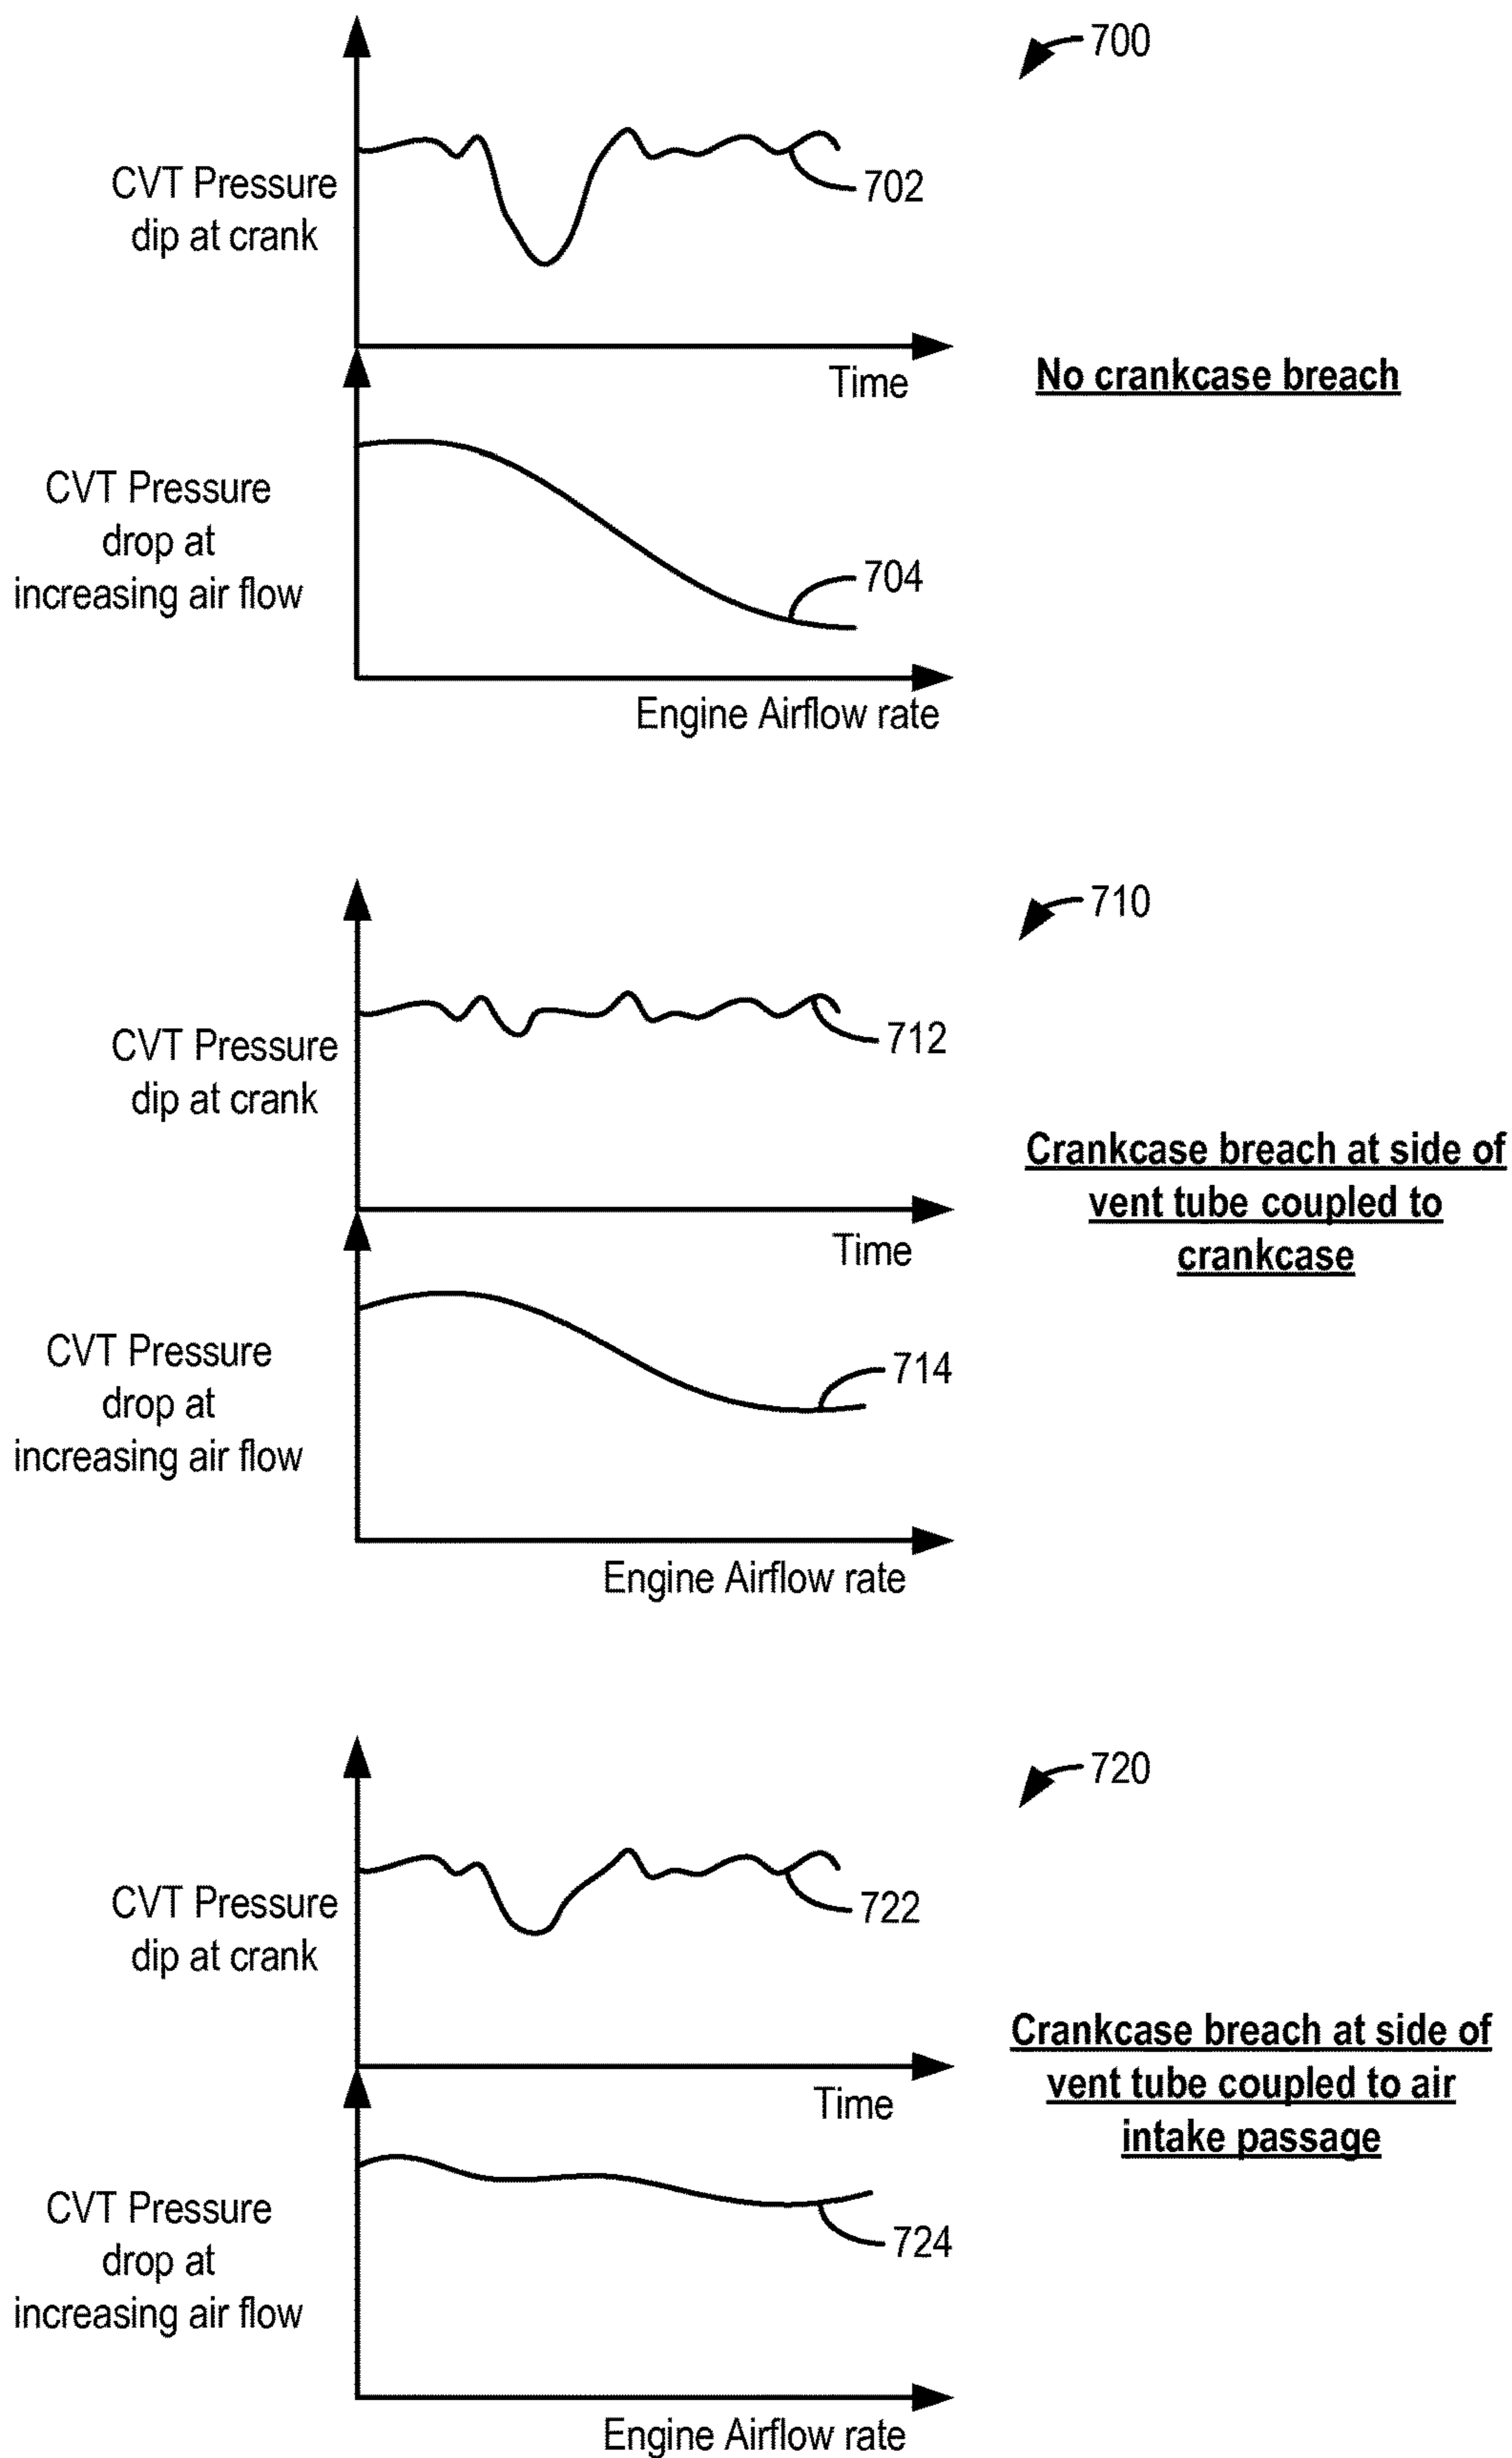 700
CVT Pressure
dip at crank
702
Time
No crankcase breach
CVT Pressure
drop at
increasing air flow
704
Engine Airflow rate
710
CVT Pressure
dip at crank
712
Time
Crankcase breach at side of
vent tube coupled to
crankcase
CVT Pressure
drop at
increasing air flow
714
Engine Airflow rate
720
CVT Pressure
dip at crank
722
Time
Crankcase breach at side of
vent tube coupled to air
intake passage
CVT Pressure
drop at
increasing air flow
724
Engine Airflow rate